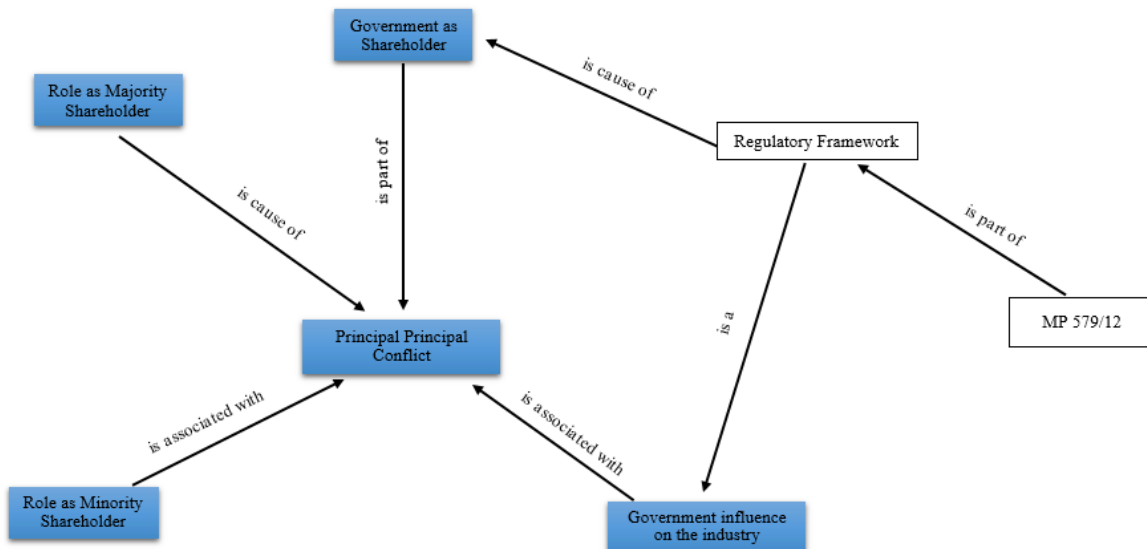 Government as
Shareholder
is cause of
Role as Majority
Shareholder
Regulatory Framework
is part of
is cause of
is part of
is a
MP 579/12
Principal Principal
Conflict
is associated with
is associated with
Role as Minority
Shareholder
Government influence
on the industry